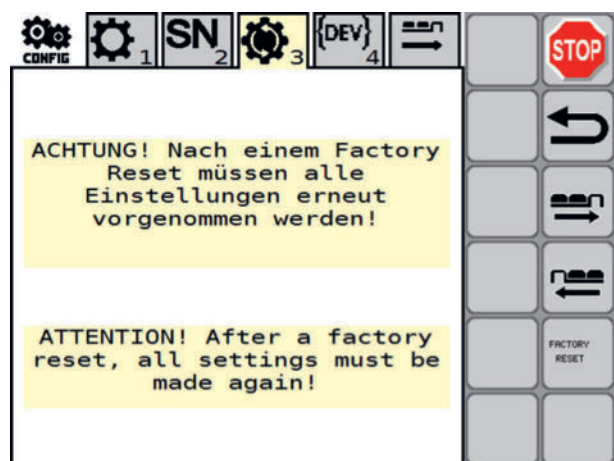 CONFIG
1
SN
2
3
{DEV}
4
STOP
ACHTUNG! Nach einem Factory
Reset müssen alle
Einstellungen erneut
vorgenommen werden!
ATTENTION! After a factory
reset, all settings must be
made again!
FACTORY
RESET